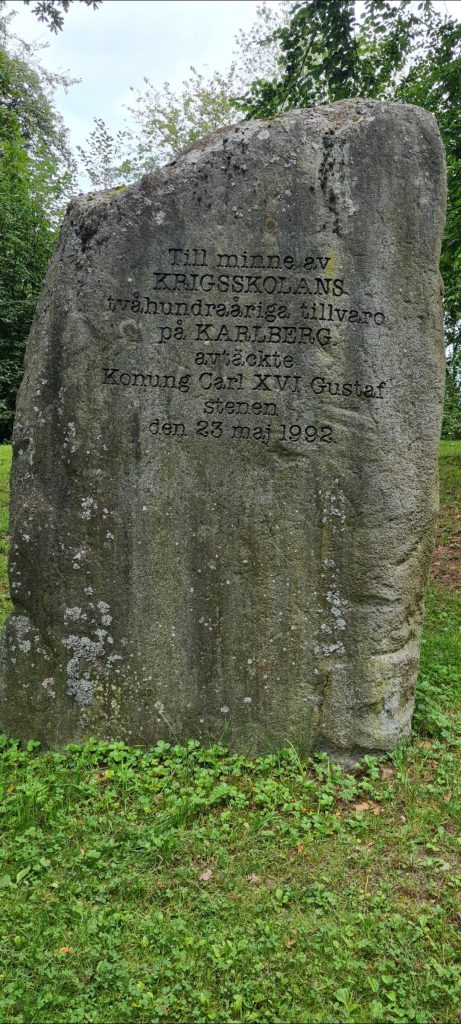 Till minne av
KRIGSSKOLANS
tvåhundraåriga tillvaro
på KARLBERG
avtäckte
Konung Carl XVI Gustaf
stenen
den 23 maj 1992.